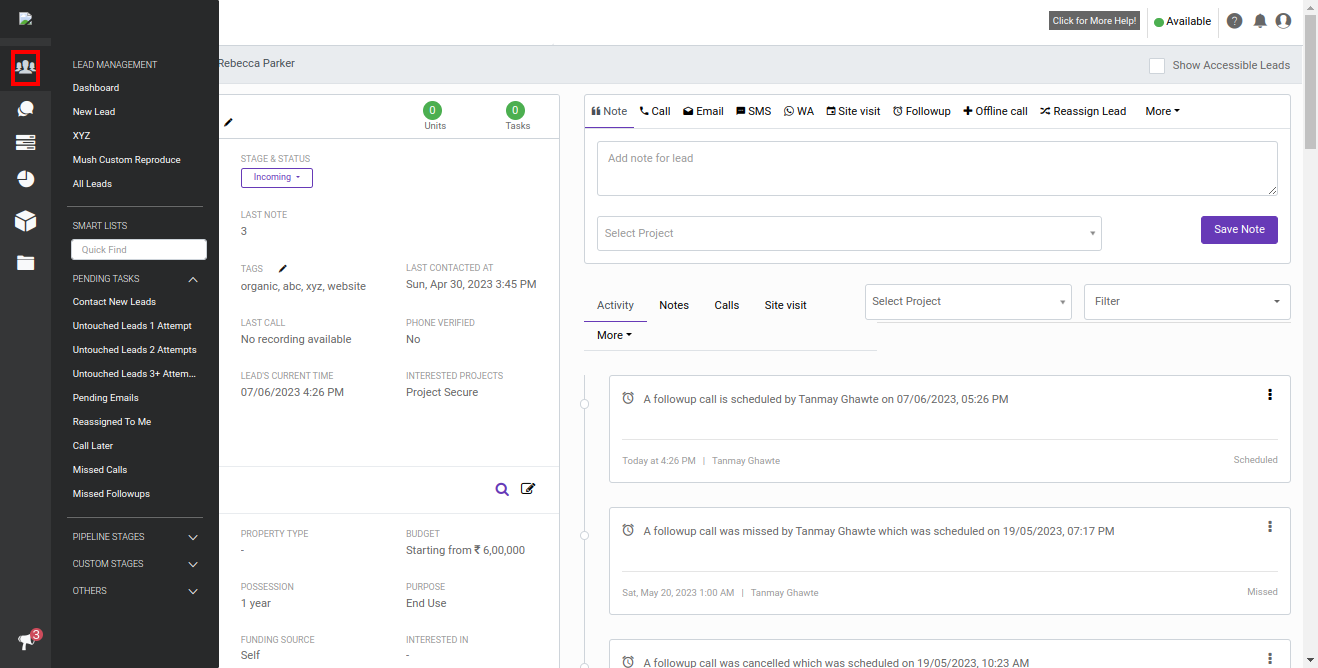 Click for More Help!
Available
?
LEAD MANAGEMENT
Dashboard
New Lead
XYZ
Mush Custom Reproduce
All Leads
SMART LISTS
Quick Find
PENDING TASKS
Contact New Leads
Untouched Leads 1 Attempt
Untouched Leads 2 Attempts
Untouched Leads 3+ Attem...
Pending Emails
Reassigned To Me
Call Later
Missed Calls
Missed Followups
PIPELINE STAGES
CUSTOM STAGES
OTHERS
3
Rebecca Parker
Show Accessible Leads
0
Units
0
Tasks
STAGE & STATUS
Incoming
LAST NOTE
3
TAGS
organic, abc, xyz, website
LAST CONTACTED AT
Sun, Apr 30, 2023 3:45 PM
LAST CALL
No recording available
PHONE VERIFIED
No
LEAD'S CURRENT TIME
07/06/2023 4:26 PM
INTERESTED PROJECTS
Project Secure
PROPERTY TYPE
-
BUDGET
Starting from ₹ 6,00,000
POSSESSION
1 year
PURPOSE
End Use
FUNDING SOURCE
Self
INTERESTED IN
-
Note Call Email SMS WA Site visit Followup Offline call Reassign Lead More
Add note for lead
Select Project
Save Note
Activity Notes Calls Site visit
More
Select Project
Filter
A followup call is scheduled by Tanmay Ghawte on 07/06/2023, 05:26 PM
Today at 4:26 PM | Tanmay Ghawte
Scheduled
A followup call was missed by Tanmay Ghawte which was scheduled on 19/05/2023, 07:17 PM
Sat, May 20, 2023 1:00 AM | Tanmay Ghawte
Missed
A followup call was cancelled which was scheduled on 19/05/2023, 10:23 AM